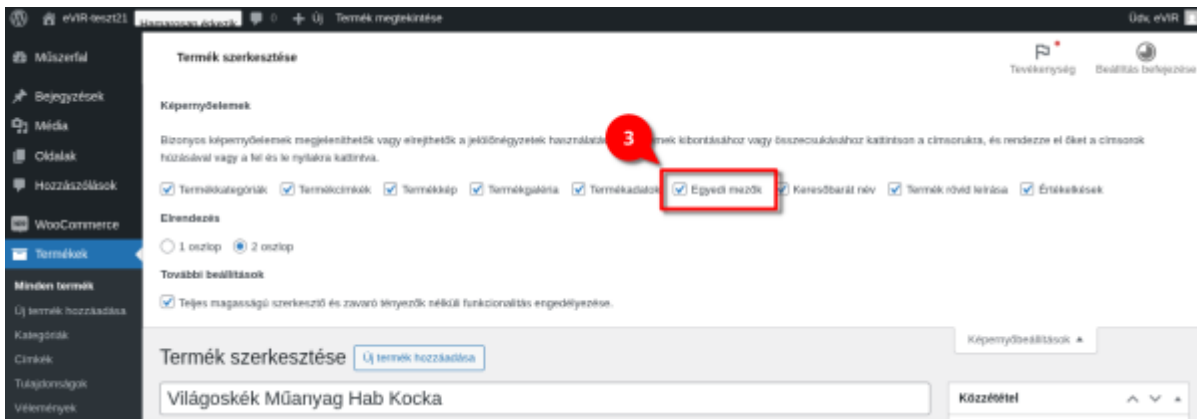 eVIR-teszt21 Hamarosan érkezik 0 + Új Termék megtekintése Üdv, eVIR
Műszerfal
Bejegyzések
Média
Oldalak
Hozzászólások
WooCommerce
Termékek
Minden termék
Új termék hozzáadása
Kategóriák
Címkék
Tulajdonságok
Vélemények
Termék szerkesztése
Tevékenység Beállítás befejezése
Képernyőelemek
Bizonyos képernyőelemek megjeleníthetők vagy elrejthetők a jelölőnégyzetek használatá 3 mek kibontásához vagy összecsukásához kattintson a címsorukra, és rendezze el őket a címsorok
húzásával vagy a fel és le nyilakra kattintva.
Termékkategóriák Termékcímkék Termékkép Termékgaléria Termékadatok Egyedi mezők Keresőbarát név Termék rövid leírása Értékelések
Elrendezés
1 oszlop 2 oszlop
További beállítások
Teljes magasságú szerkesztő és zavaró tényezők nélküli funkcionalitás engedélyezése.
Képernyőbeállítások
Termék szerkesztése Új termék hozzáadása
Világoskék Műanyag Hab Kocka
Közzététel